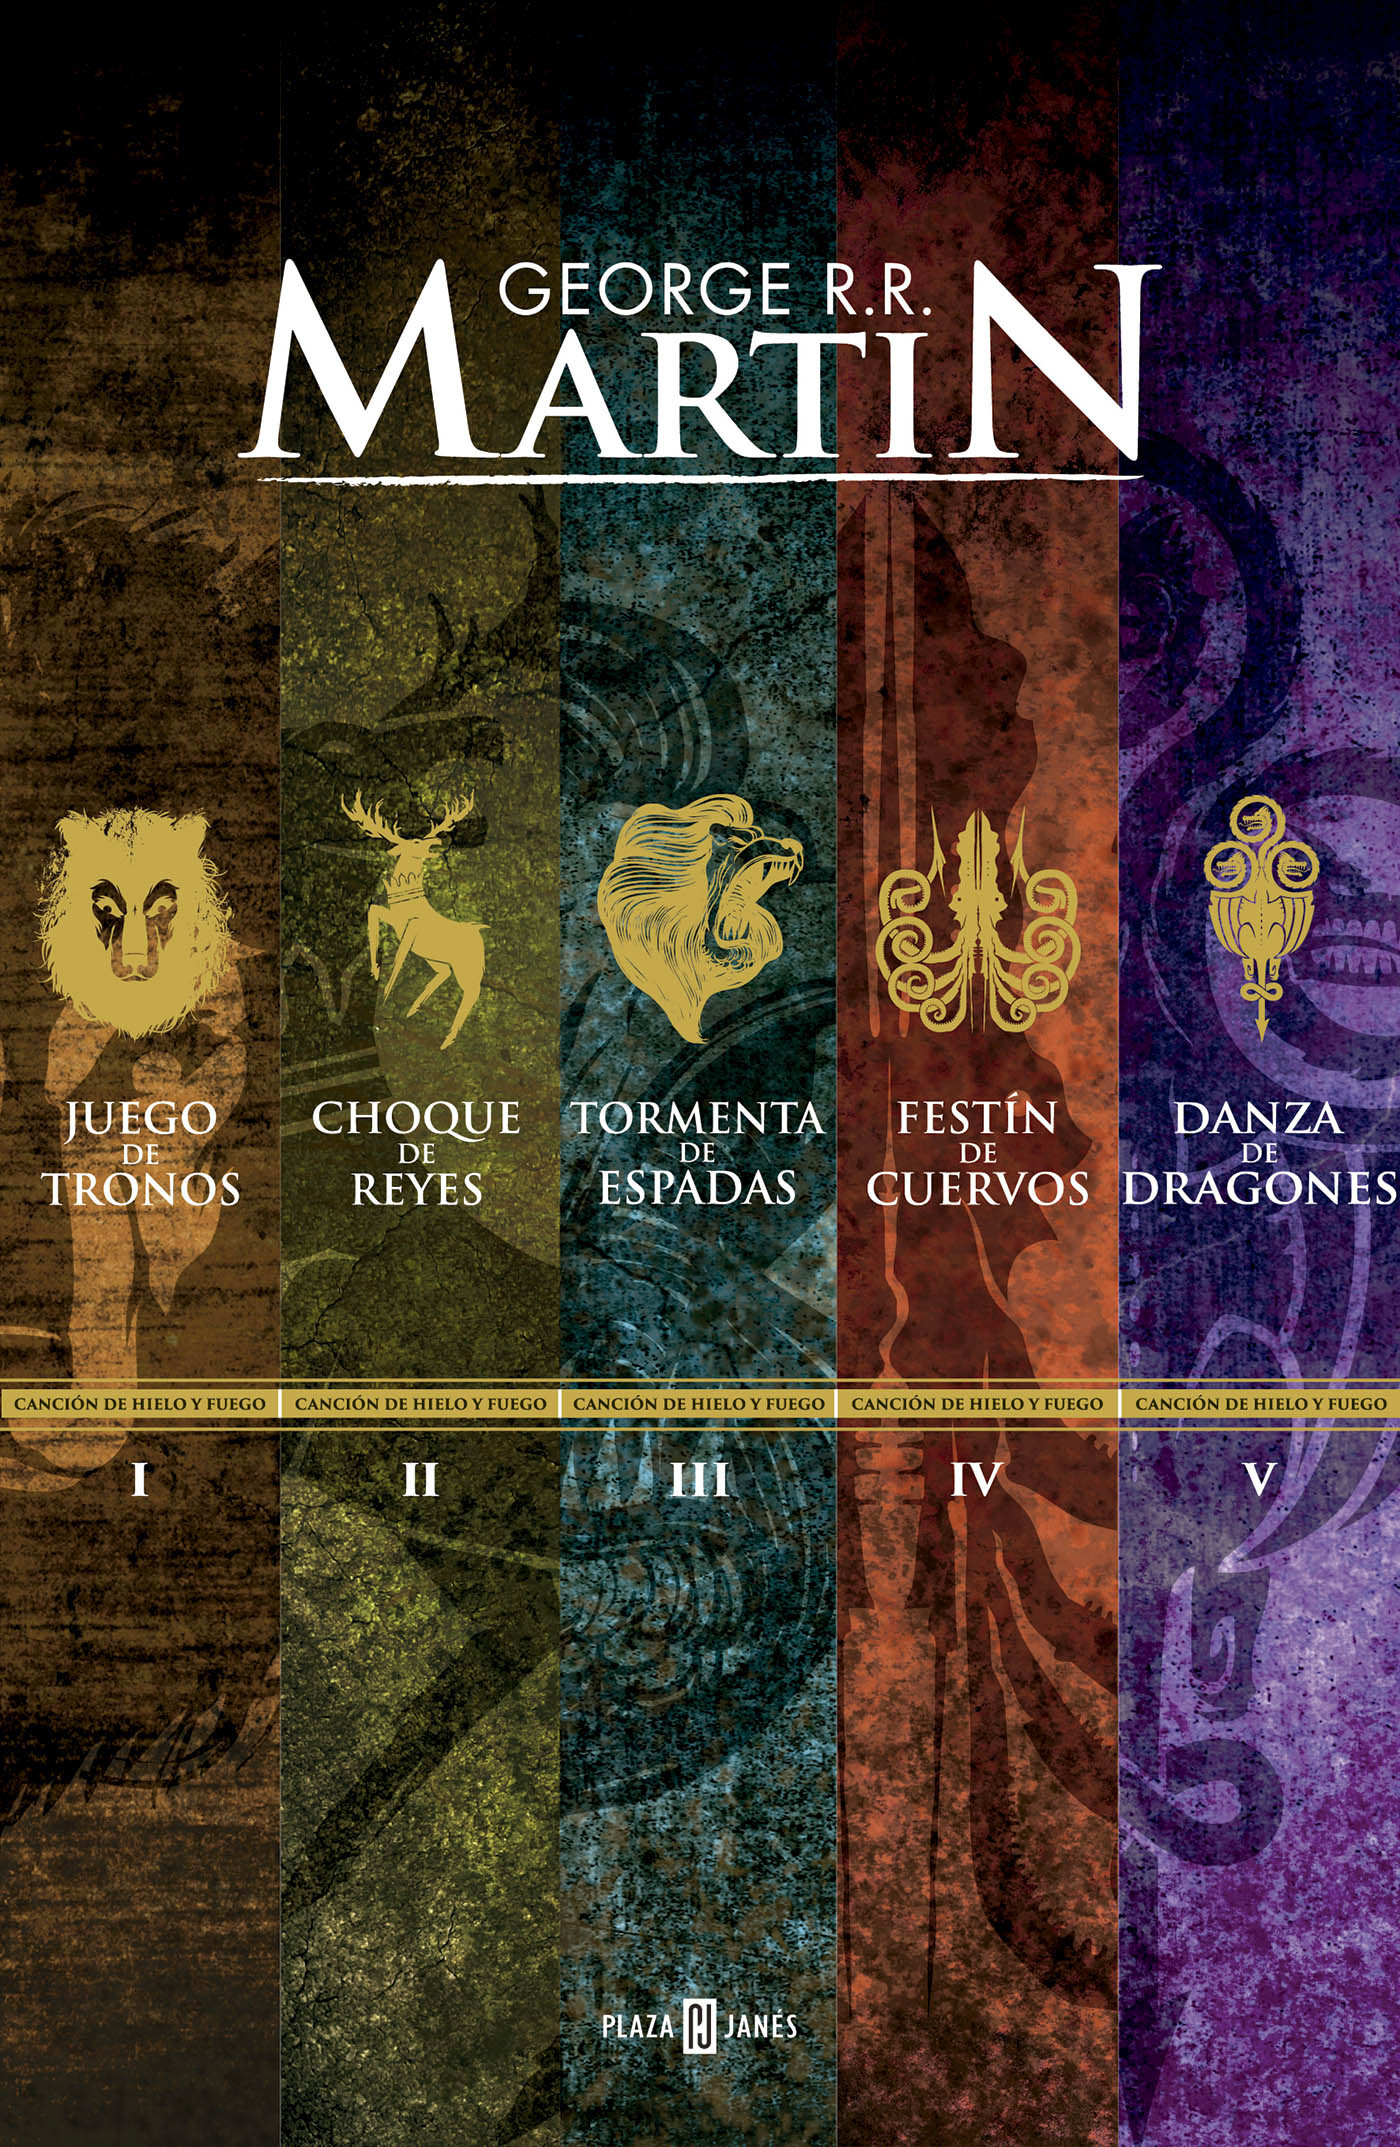 GEORGE R.R.
MARTIN
JUEGO
DE
TRONOS
CHOQUE
DE
REYES
TORMENTA
DE
ESPADAS
FESTÍN
DE
CUERVOS
DANZA
DE
DRAGONES
CANCIÓN DE HIELO Y FUEGO
CANCIÓN DE HIELO Y FUEGO
CANCIÓN DE HIELO Y FUEGO
CANCIÓN DE HIELO Y FUEGO
CANCIÓN DE HIELO Y FUEGO
I
II
III
IV
V
PLAZA JANÉS